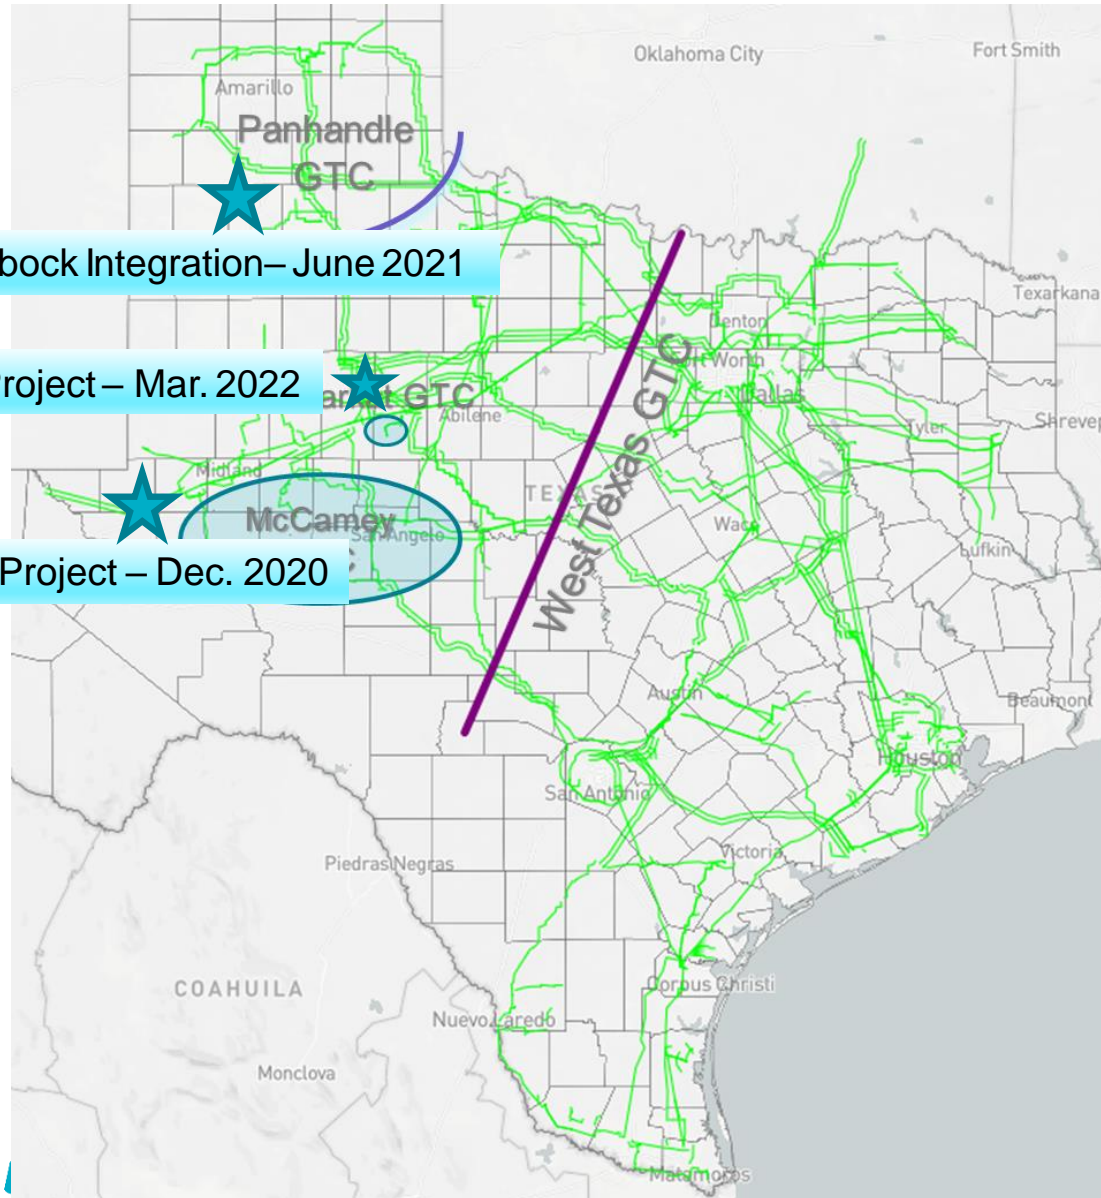 Oklahoma City
Fort Smith
Amarillo
Panhandle
GTC
bock Integration– June 2021
Texarkana
Denton
Project – Mar. 2022
GTC
Worth
Dallas
Abilene
Shrevep
Tyler
Midland
TEXAS
West Texas GTC
McCamey
San Angelo
Waco
Lufkin
Project – Dec. 2020
Austin
Beaumont
Houston
San Antonio
Victoria
Piedras Negras
COAHUILA
Corpus Christi
Nuevo Laredo
Monclova
Matamoros